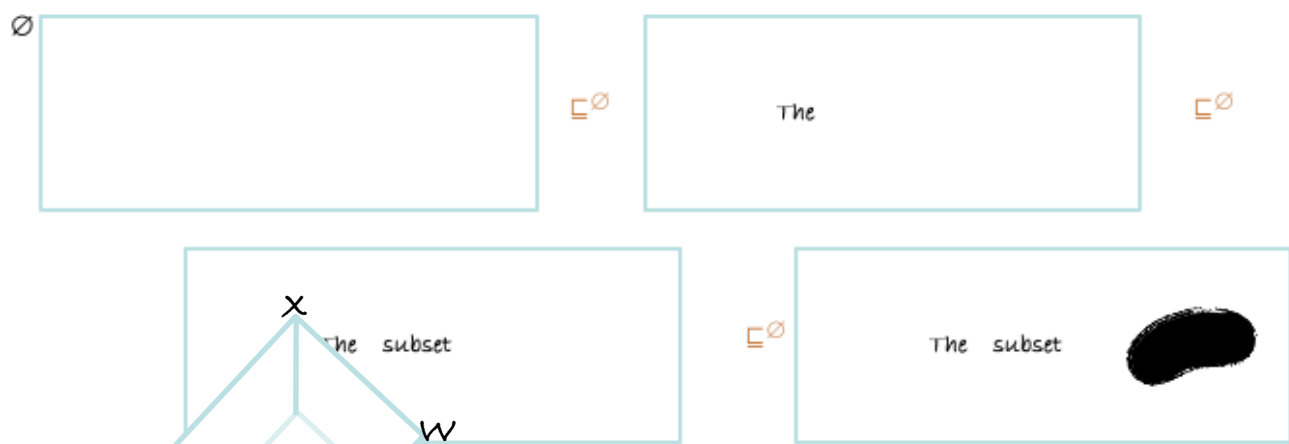 ∅
⊑∅ The ⊑∅
X
The subset ⊑∅ The subset
W